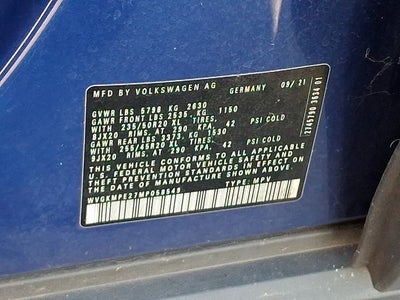 MFD BY VOLKSWAGEN AG GERMANY 09/21
GVWR LBS 5798 KG 2630
GAWR FRONT LBS 2535 KG 1150
WITH 235/50R20 XL TIRES,
8JX20 RIMS, AT 290 KPA, 42 PSI COLD
GAWR REAR LBS 3373 KG 1530
WITH 255/45R20 XL TIRES,
9JX20 RIMS, AT 290 KPA, 42 PSI COLD
THIS VEHICLE CONFORMS TO ALL APPLICABLE
U.S. FEDERAL MOTOR VEHICLE SAFETY AND
THEFT PREVENTION STANDARDS IN EFFECT ON
THE DATE OF MANUFACTURE SHOWN ABOVE.
TYPE: MPV